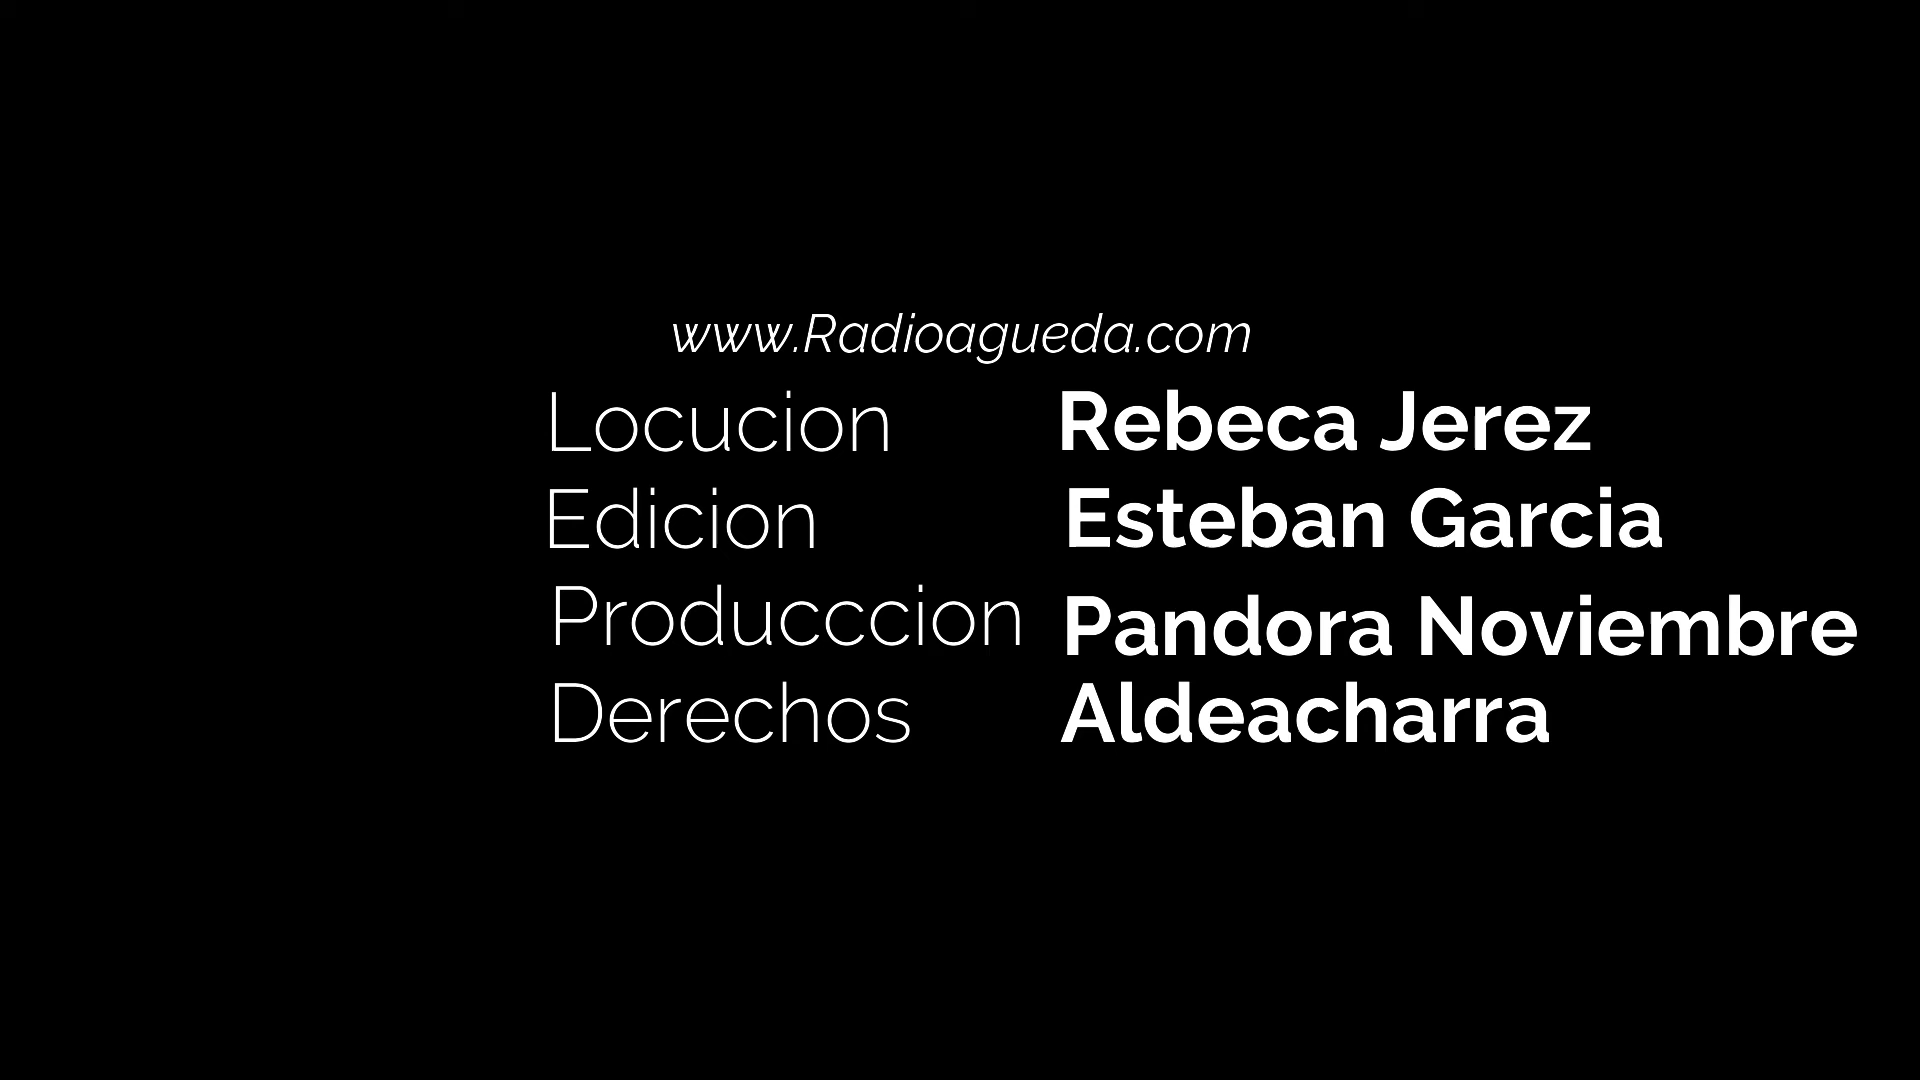 www.Radioagueda.com
Locucion Rebeca Jerez
Edicion Esteban Garcia
Producccion Pandora Noviembre
Derechos Aldeacharra